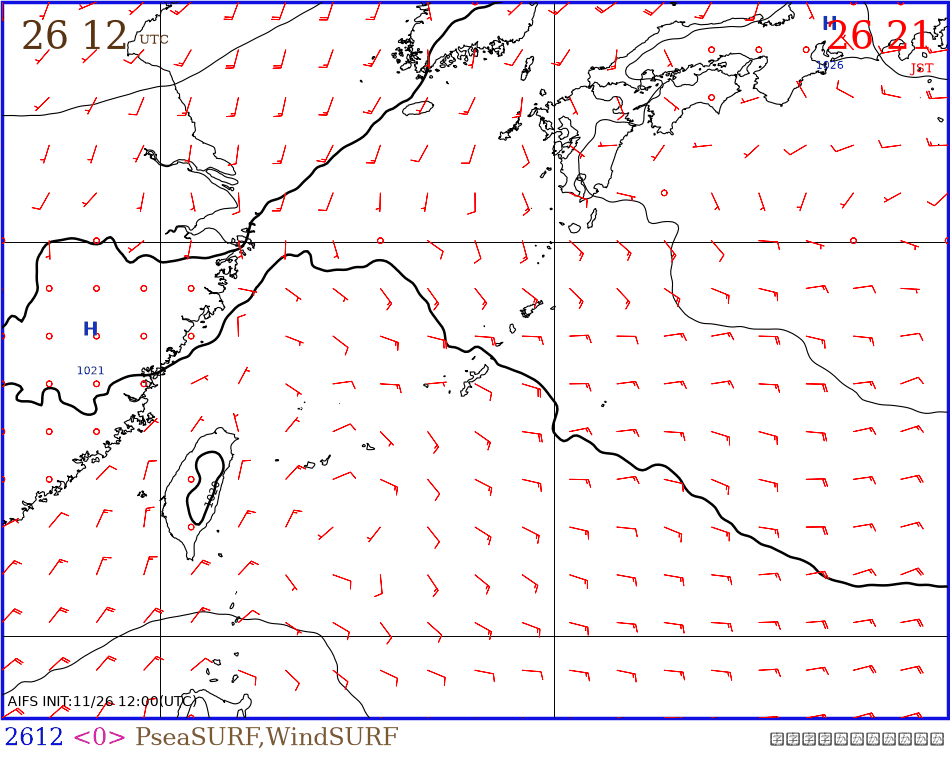 26 12 UTC
H 26 21
1026 JST
H
1021
1020
AIFS INIT:11/26 12:00(UTC)
2612 <0> PseaSURF,WindSURF